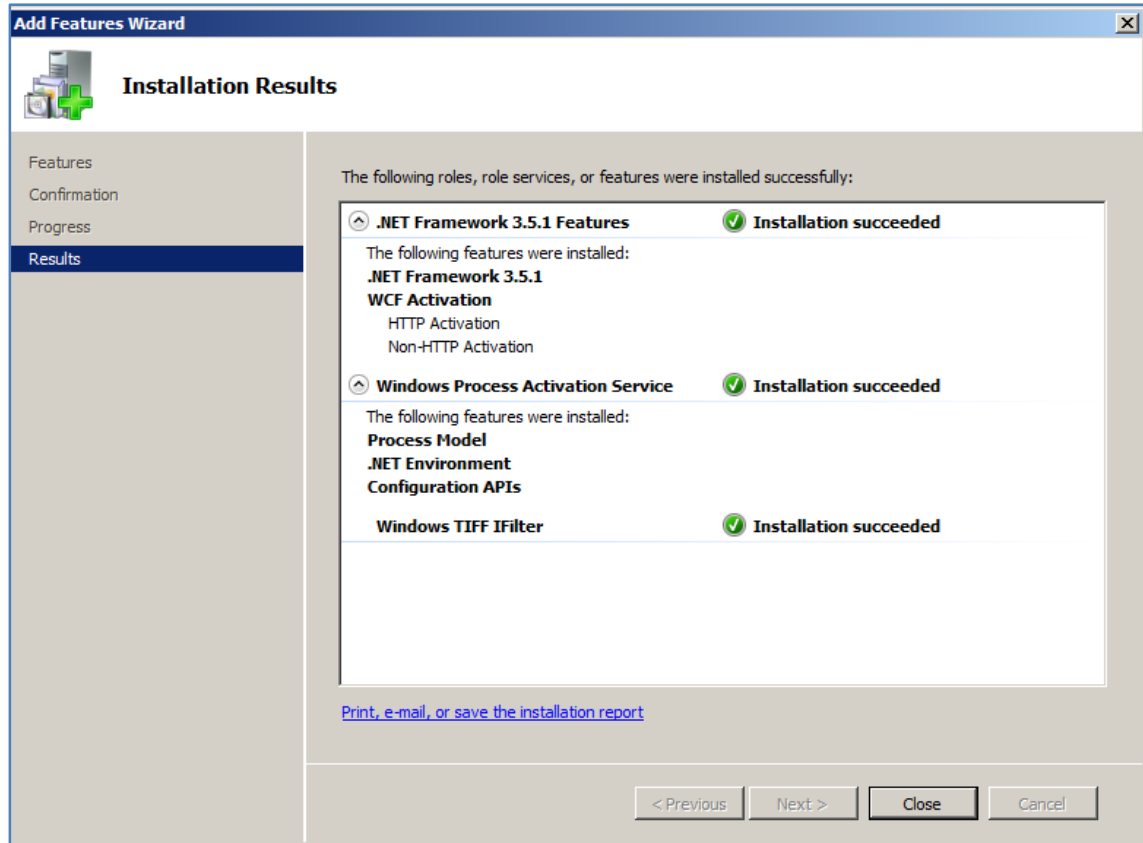 Add Features Wizard
Installation Results
Features
Confirmation
Progress
Results
The following roles, role services, or features were installed successfully:
.NET Framework 3.5.1 Features Installation succeeded
The following features were installed:
.NET Framework 3.5.1
WCF Activation
HTTP Activation
Non-HTTP Activation
Windows Process Activation Service Installation succeeded
The following features were installed:
Process Model
.NET Environment
Configuration APIs
Windows TIFF IFilter Installation succeeded
Print, e-mail, or save the installation report
< Previous Next > Close Cancel